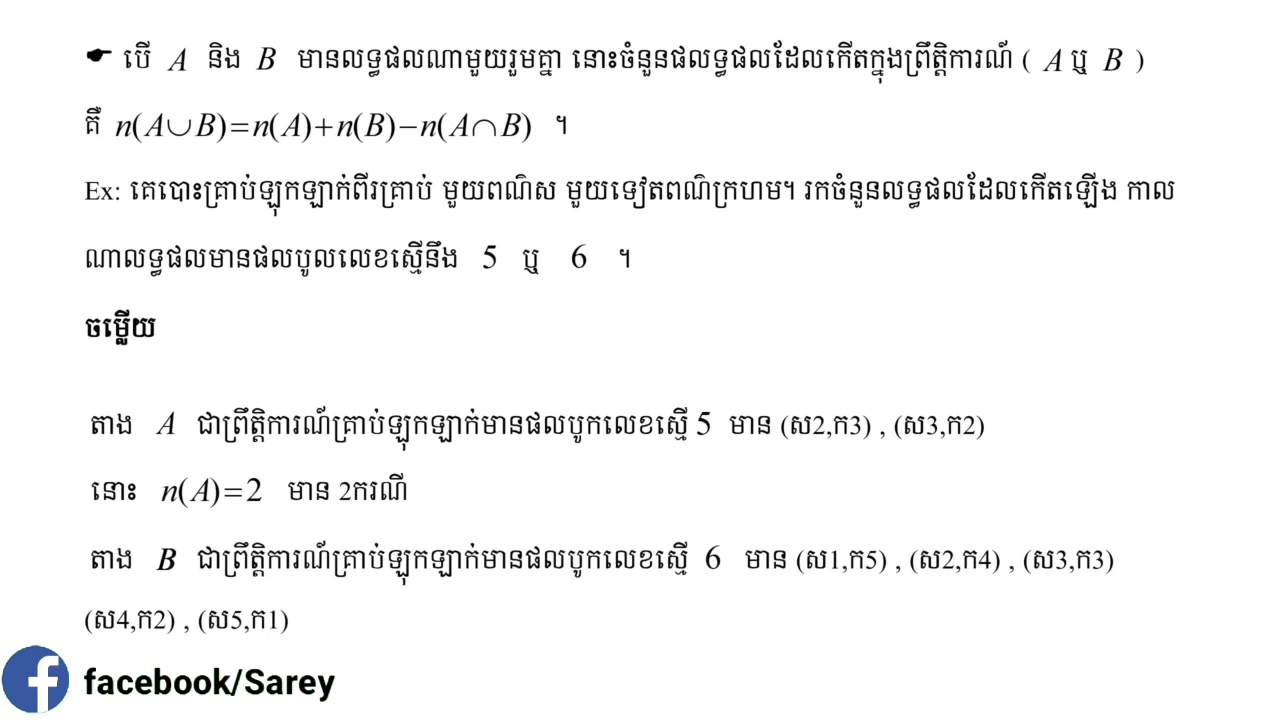 ☛ បើ A និង B មានលទ្ធផលណាមួយរួមគ្នា នោះចំនួនផលទ្ធផលដែលកើតក្នុងព្រឹត្តិការណ៍ ( A ឬ B )
គឺ n(A∪B)=n(A)+n(B)−n(A∩B) ។
Ex: គេបោះគ្រាប់ឡុកឡាក់ពីរគ្រាប់ មួយពណ៌ស មួយទៀតពណ៌ក្រហម។ រកចំនួនលទ្ធផលដែលកើតឡើង កាល
ណាលទ្ធផលមានផលបូលលេខស្មើនឹង 5 ឬ 6 ។
ចម្លើយ
តាង A ជាព្រឹត្តិការណ៍គ្រាប់ឡុកឡាក់មានផលបូកលេខស្មើ 5 មាន (ស2,ក3) , (ស3,ក2)
នោះ n(A)=2 មាន 2ករណី
តាង B ជាព្រឹត្តិការណ៍គ្រាប់ឡុកឡាក់មានផលបូកលេខស្មើ 6 មាន (ស1,ក5) , (ស2,ក4) , (ស3,ក3)
(ស4,ក2) , (ស5,ក1)
facebook/Sarey